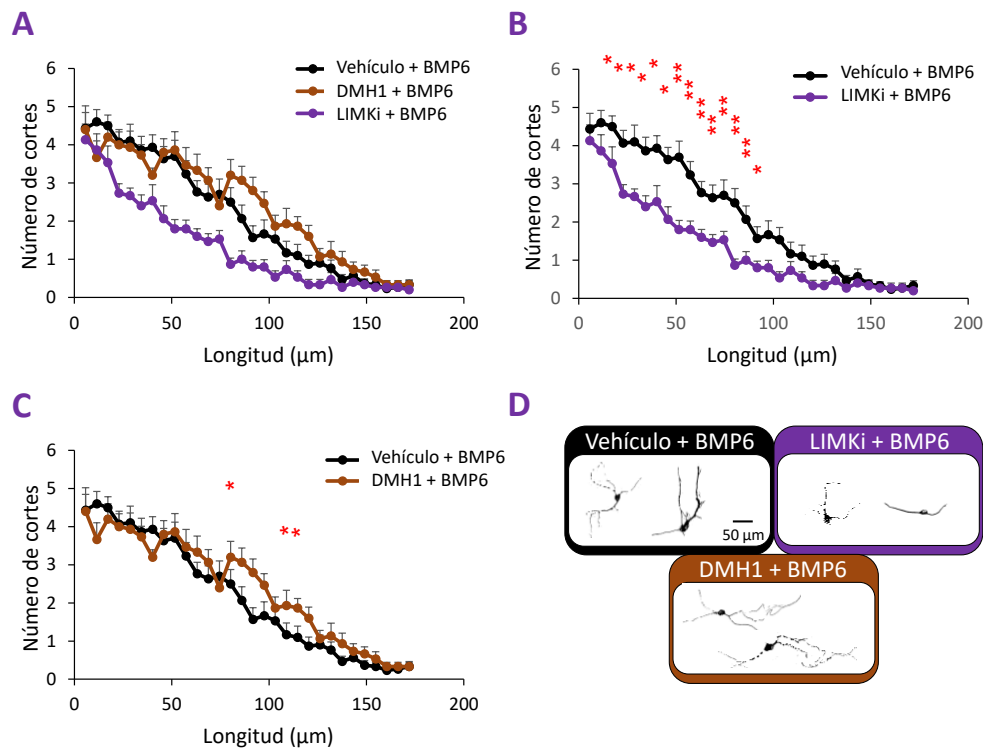 A
Vehículo + BMP6
DMH1 + BMP6
LIMKi + BMP6
Número de cortes
6
5
4
3
2
1
0
0 50 100 150 200
Longitud (µm)
B
* * * * * * ** ** ** ** ** ** ** *
Vehículo + BMP6
LIMKi + BMP6
Número de cortes
6
5
4
3
2
1
0
0 50 100 150 200
Longitud (µm)
C
Vehículo + BMP6
DMH1 + BMP6
* * *
Número de cortes
6
5
4
3
2
1
0
0 50 100 150 200
Longitud (µm)
D
Vehículo + BMP6
50 µm
LIMKi + BMP6
DMH1 + BMP6